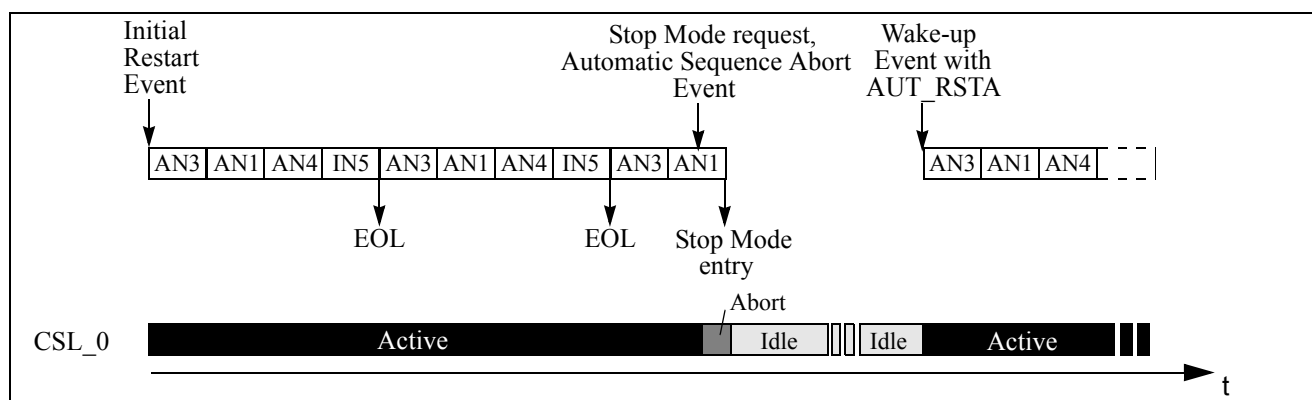 Initial
Restart
Event
Stop Mode request,
Automatic Sequence Abort
Event
Wake-up
Event with
AUT_RSTA
AN3 AN1 AN4 IN5 AN3 AN1 AN4 IN5 AN3 AN1
AN3 AN1 AN4
EOL
EOL
Stop Mode
entry
Abort
CSL_0
Active
Idle
Idle
Active
t